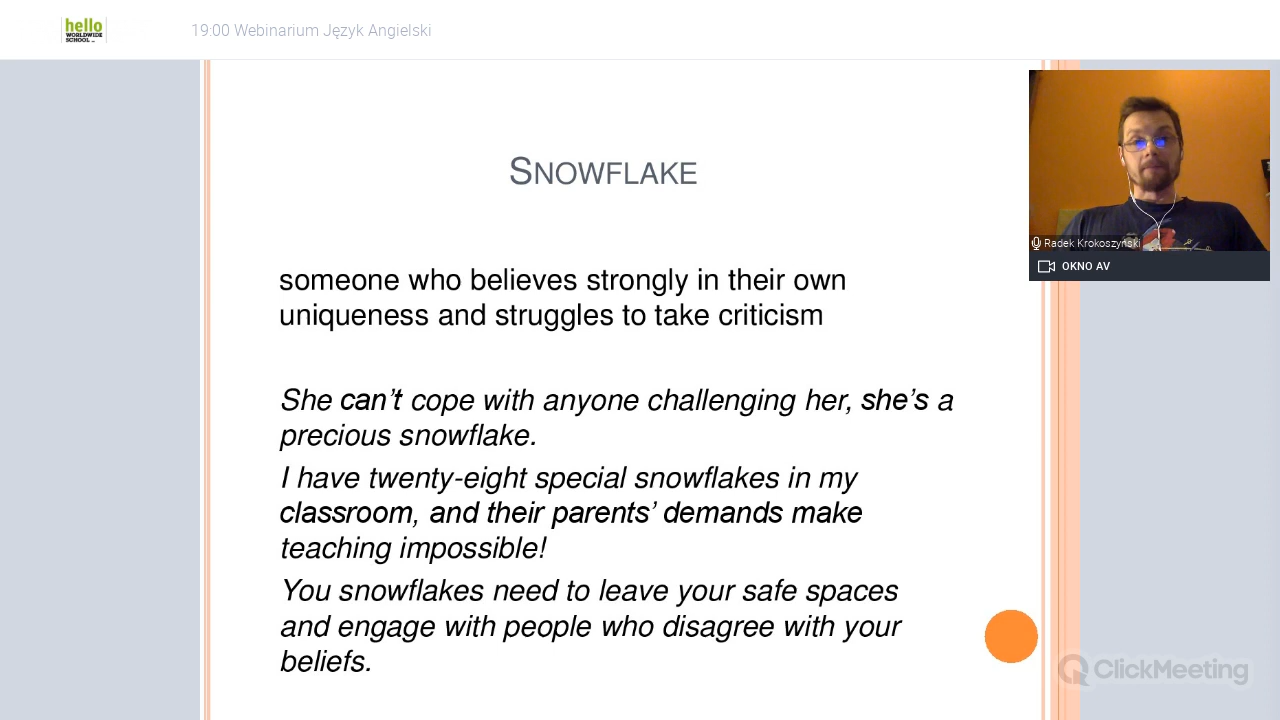 hello
WORLDWIDE
SCHOOL
19:00 Webinarium Język Angielski
SNOWFLAKE
someone who believes strongly in their own
uniqueness and struggles to take criticism
She can’t cope with anyone challenging her, she’s a
precious snowflake.
I have twenty-eight special snowflakes in my
classroom, and their parents’ demands make
teaching impossible!
You snowflakes need to leave your safe spaces
and engage with people who disagree with your
beliefs.
Radek Krokoszyński
OKNO AV
ClickMeeting